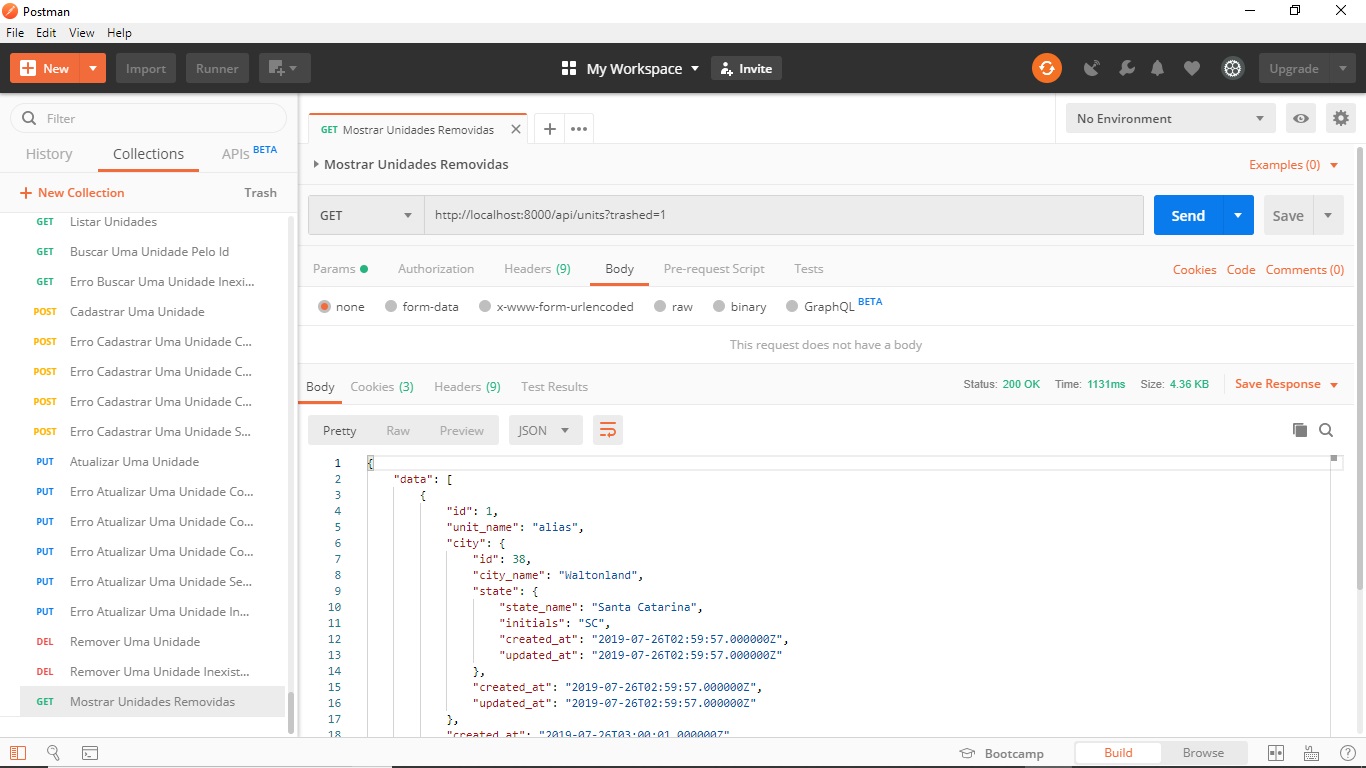 Postman
File Edit View Help
New Import Runner My Workspace Invite Upgrade
Filter
History Collections APIs BETA
New Collection Trash
GET Listar Unidades
GET Buscar Uma Unidade Pelo Id
GET Erro Buscar Uma Unidade Inexi...
POST Cadastrar Uma Unidade
POST Erro Cadastrar Uma Unidade C...
POST Erro Cadastrar Uma Unidade C...
POST Erro Cadastrar Uma Unidade C...
POST Erro Cadastrar Uma Unidade S...
PUT Atualizar Uma Unidade
PUT Erro Atualizar Uma Unidade Co...
PUT Erro Atualizar Uma Unidade Co...
PUT Erro Atualizar Uma Unidade Co...
PUT Erro Atualizar Uma Unidade Se...
PUT Erro Atualizar Uma Unidade In...
DEL Remover Uma Unidade
DEL Remover Uma Unidade Inexist...
GET Mostrar Unidades Removidas
GET Mostrar Unidades Removidas
No Environment
Mostrar Unidades Removidas Examples (0)
GET http://localhost:8000/api/units?trashed=1 Send Save
Params Authorization Headers (9) Body Pre-request Script Tests Cookies Code Comments (0)
none form-data x-www-form-urlencoded raw binary GraphQL BETA
This request does not have a body
Body Cookies (3) Headers (9) Test Results Status: 200 OK Time: 1131ms Size: 4.36 KB Save Response
Pretty Raw Preview JSON
1 {
2 "data": [
3 {
4 "id": 1,
5 "unit_name": "alias",
6 "city": {
7 "id": 38,
8 "city_name": "Waltonland",
9 "state": {
10 "state_name": "Santa Catarina",
11 "initials": "SC",
12 "created_at": "2019-07-26T02:59:57.000000Z",
13 "updated_at": "2019-07-26T02:59:57.000000Z"
14 },
15 "created_at": "2019-07-26T02:59:57.000000Z",
16 "updated_at": "2019-07-26T02:59:57.000000Z"
17 },
18 "created_at": "2019-07-26T03:00:01.000000Z"
Bootcamp Build Browse